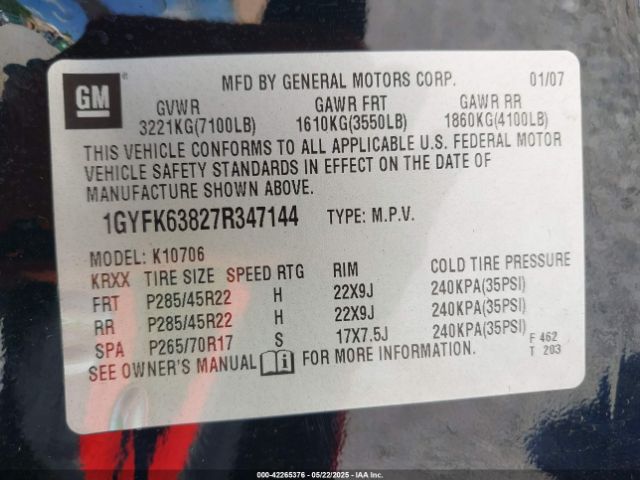 GM
MFD BY GENERAL MOTORS CORP. 01/07
GVWR GAWR FRT GAWR RR
3221KG(7100LB) 1610KG(3550LB) 1860KG(4100LB)
THIS VEHICLE CONFORMS TO ALL APPLICABLE U.S. FEDERAL MOTOR
VEHICLE SAFETY STANDARDS IN EFFECT ON THE DATE OF
MANUFACTURE SHOWN ABOVE.
1GYFK63827R347144 TYPE: M.P.V.
MODEL: K10706
KRXX TIRE SIZE SPEED RTG RIM COLD TIRE PRESSURE
FRT P285/45R22 H 22X9J 240KPA(35PSI)
RR P285/45R22 H 22X9J 240KPA(35PSI)
SPA P265/70R17 S 17X7.5J 240KPA(35PSI)
SEE OWNER'S MANUAL FOR MORE INFORMATION.
F 462
T 203
000-42265376 - 05/22/2025 - IAA, Inc.